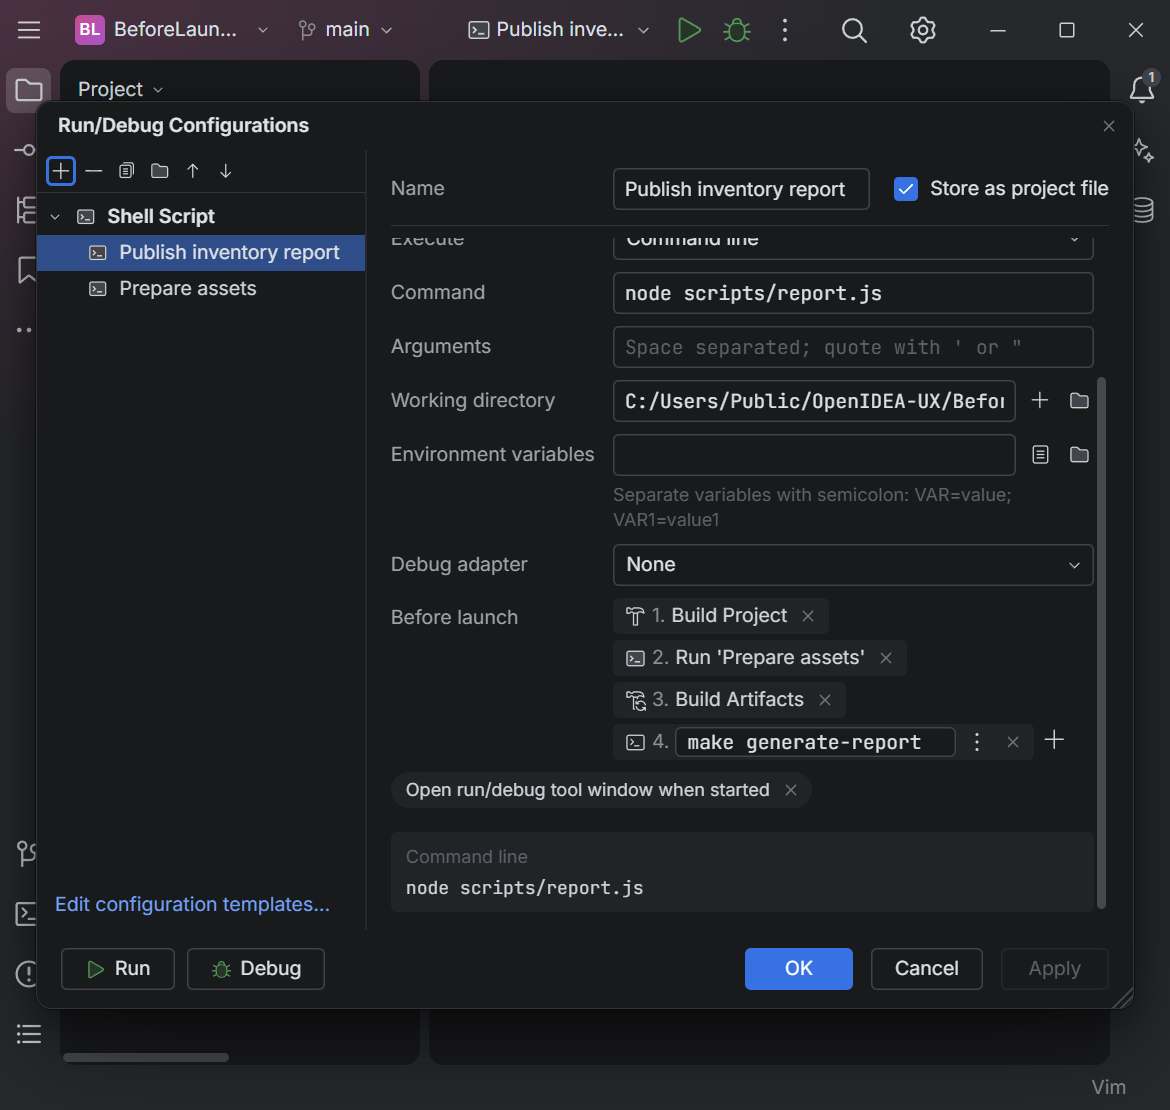 BL BeforeLaun... main Publish inve...
Project
1
Run/Debug Configurations
Name Publish inventory report Store as project file
Shell Script
Publish inventory report
Prepare assets
Execute Command line
Command node scripts/report.js
Arguments Space separated; quote with ' or "
Working directory C:/Users/Public/OpenIDEA-UX/Befor
Environment variables
Separate variables with semicolon: VAR=value;
VAR1=value1
Debug adapter None
Before launch 1. Build Project
2. Run 'Prepare assets'
3. Build Artifacts
4. make generate-report
Open run/debug tool window when started
Command line
node scripts/report.js
Edit configuration templates...
Run Debug OK Cancel Apply
Vim